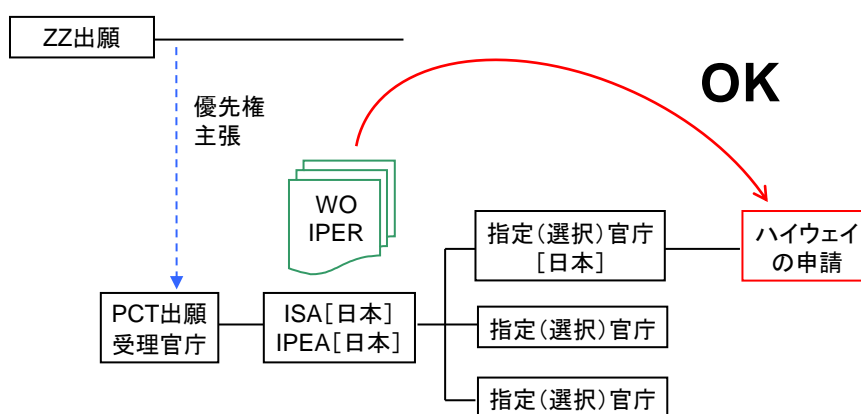 ZZ出願
優先権
主張
OK
WO
IPER
指定(選択)官庁
[日本]
ハイウェイ
の申請
PCT出願
受理官庁
ISA[日本]
IPEA[日本]
指定(選択)官庁
指定(選択)官庁